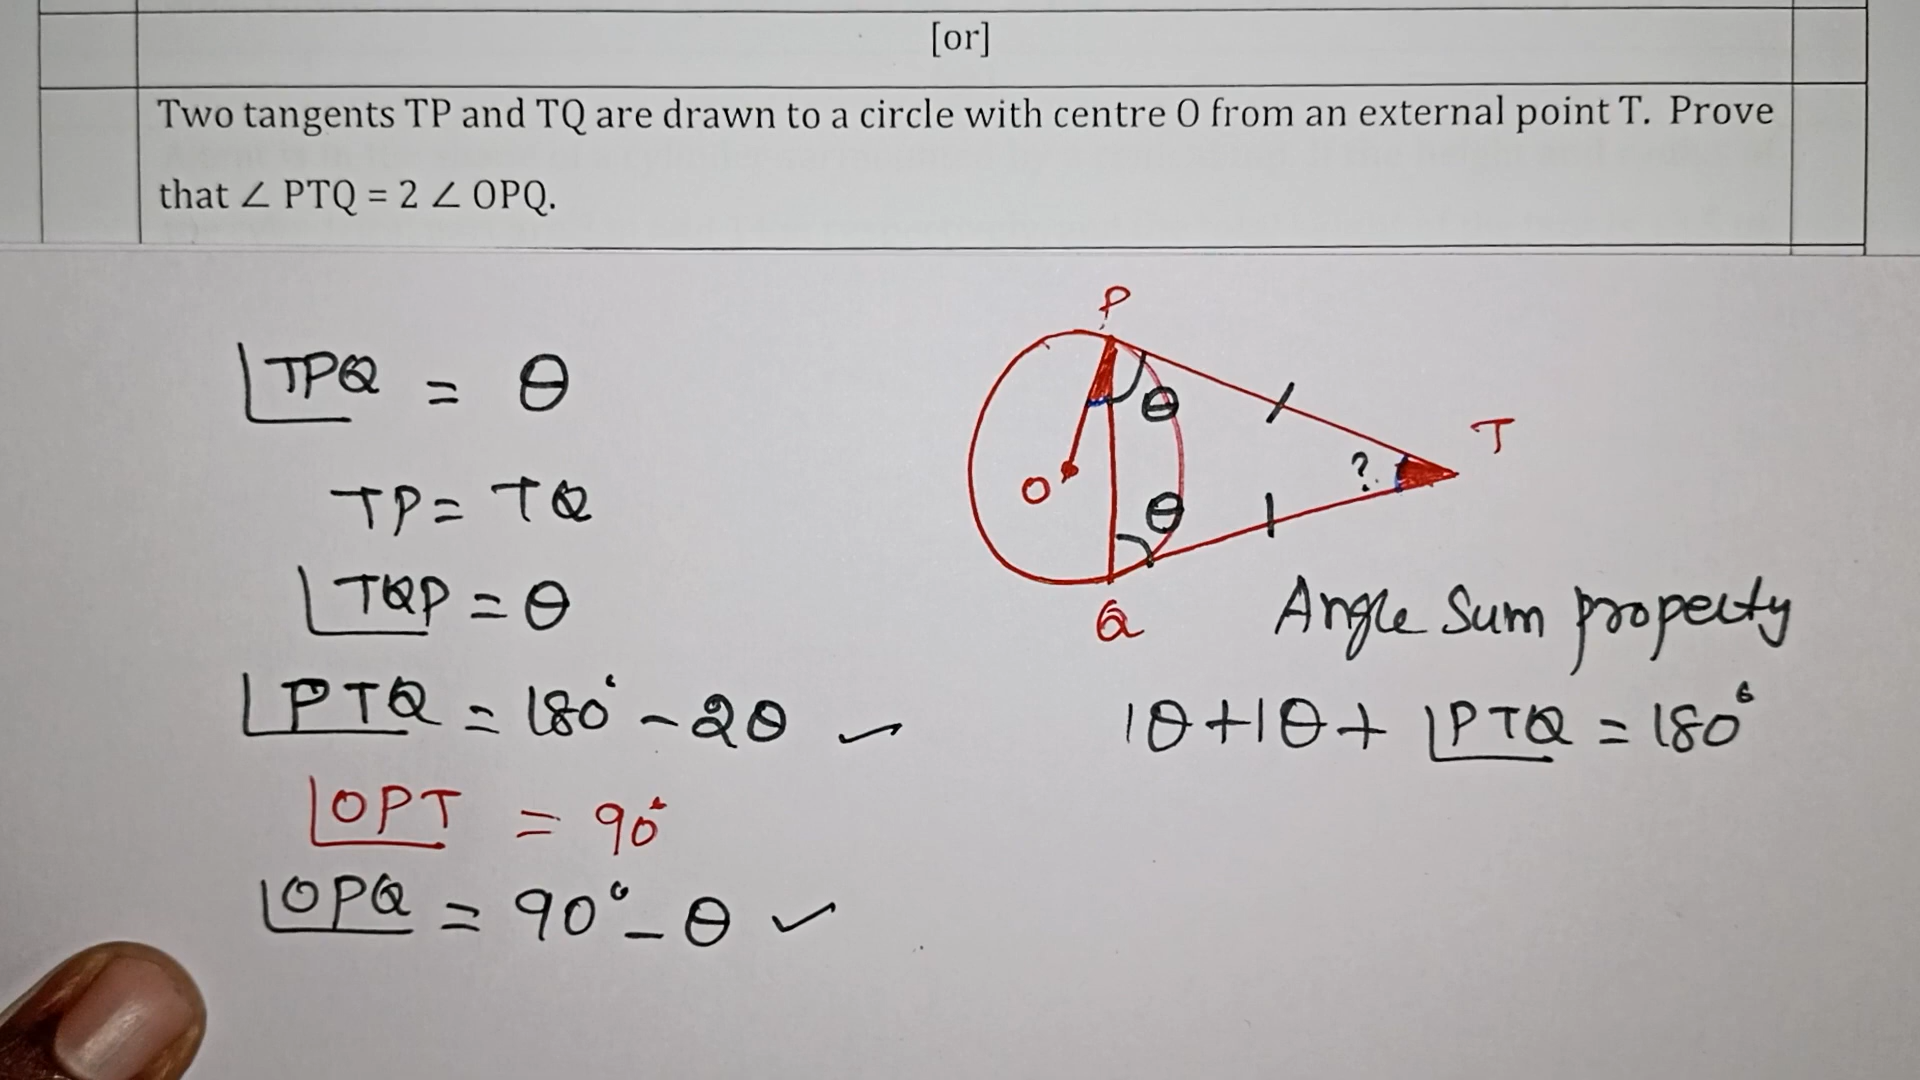 [or]
Two tangents TP and TQ are drawn to a circle with centre O from an external point T. Prove
that ∠ PTQ = 2 ∠ OPQ.
P
∠TPQ = θ
θ
T
?
O
TP = TQ
θ
∠TQP = θ
Q
Angle Sum property
∠PTQ = 180° - 2θ ✓
1θ + 1θ + ∠PTQ = 180°
∠OPT = 90°
∠OPQ = 90° - θ ✓